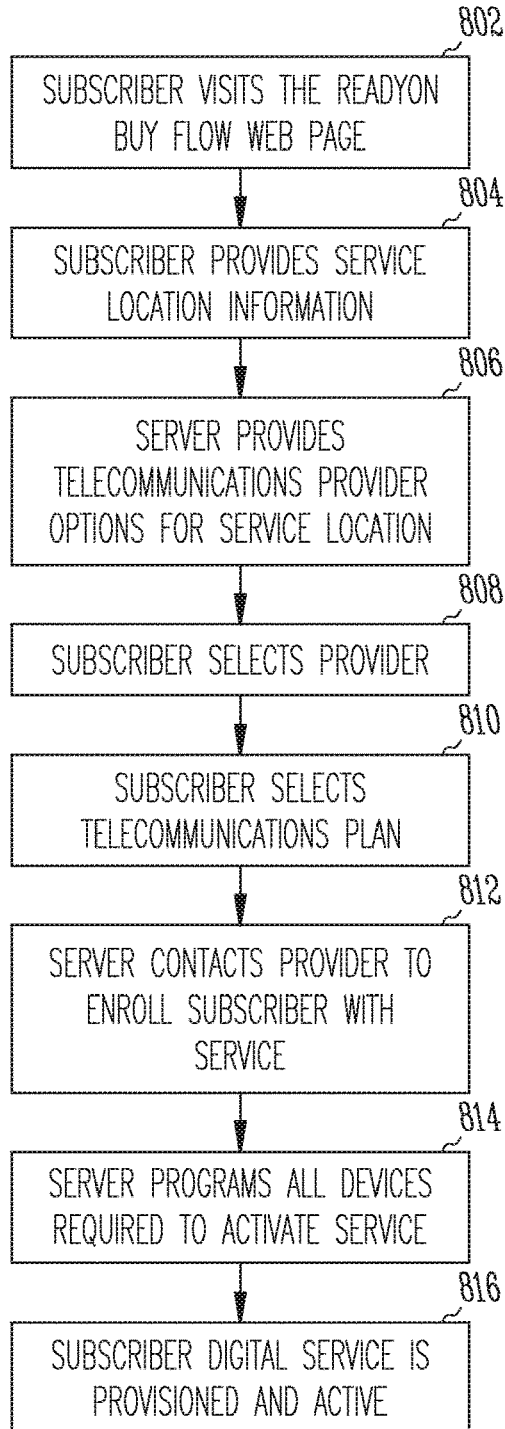 802
SUBSCRIBER VISITS THE READYON
BUY FLOW WEB PAGE
804
SUBSCRIBER PROVIDES SERVICE
LOCATION INFORMATION
806
SERVER PROVIDES
TELECOMMUNICATIONS PROVIDER
OPTIONS FOR SERVICE LOCATION
808
SUBSCRIBER SELECTS PROVIDER
810
SUBSCRIBER SELECTS
TELECOMMUNICATIONS PLAN
812
SERVER CONTACTS PROVIDER TO
ENROLL SUBSCRIBER WITH
SERVICE
814
SERVER PROGRAMS ALL DEVICES
REQUIRED TO ACTIVATE SERVICE
816
SUBSCRIBER DIGITAL SERVICE IS
PROVISIONED AND ACTIVE